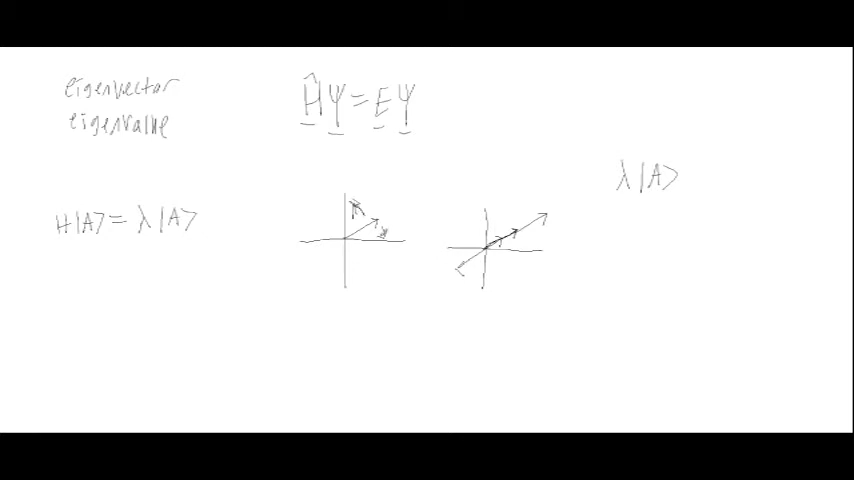 eigenvector
eigenvalue
ĤΨ = EΨ
λ|A>
H|A> = λ|A>